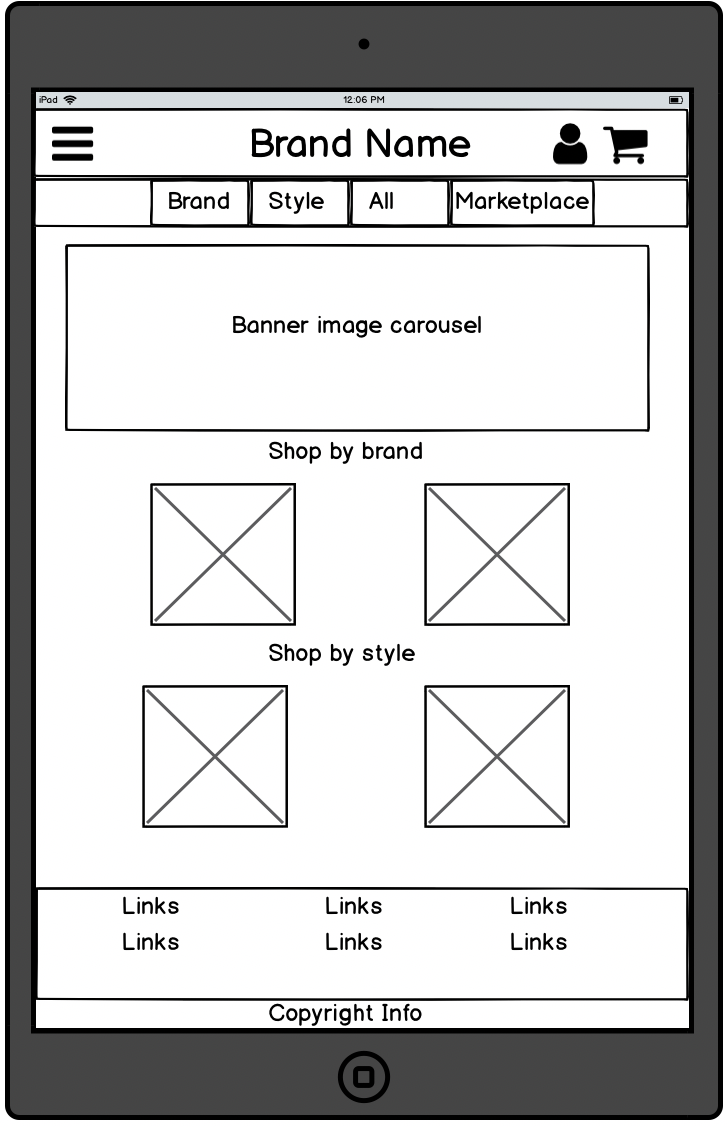 iPad 12:06 PM
Brand Name
Brand Style All Marketplace
Banner image carousel
Shop by brand
Shop by style
Links Links Links
Links Links Links
Copyright Info